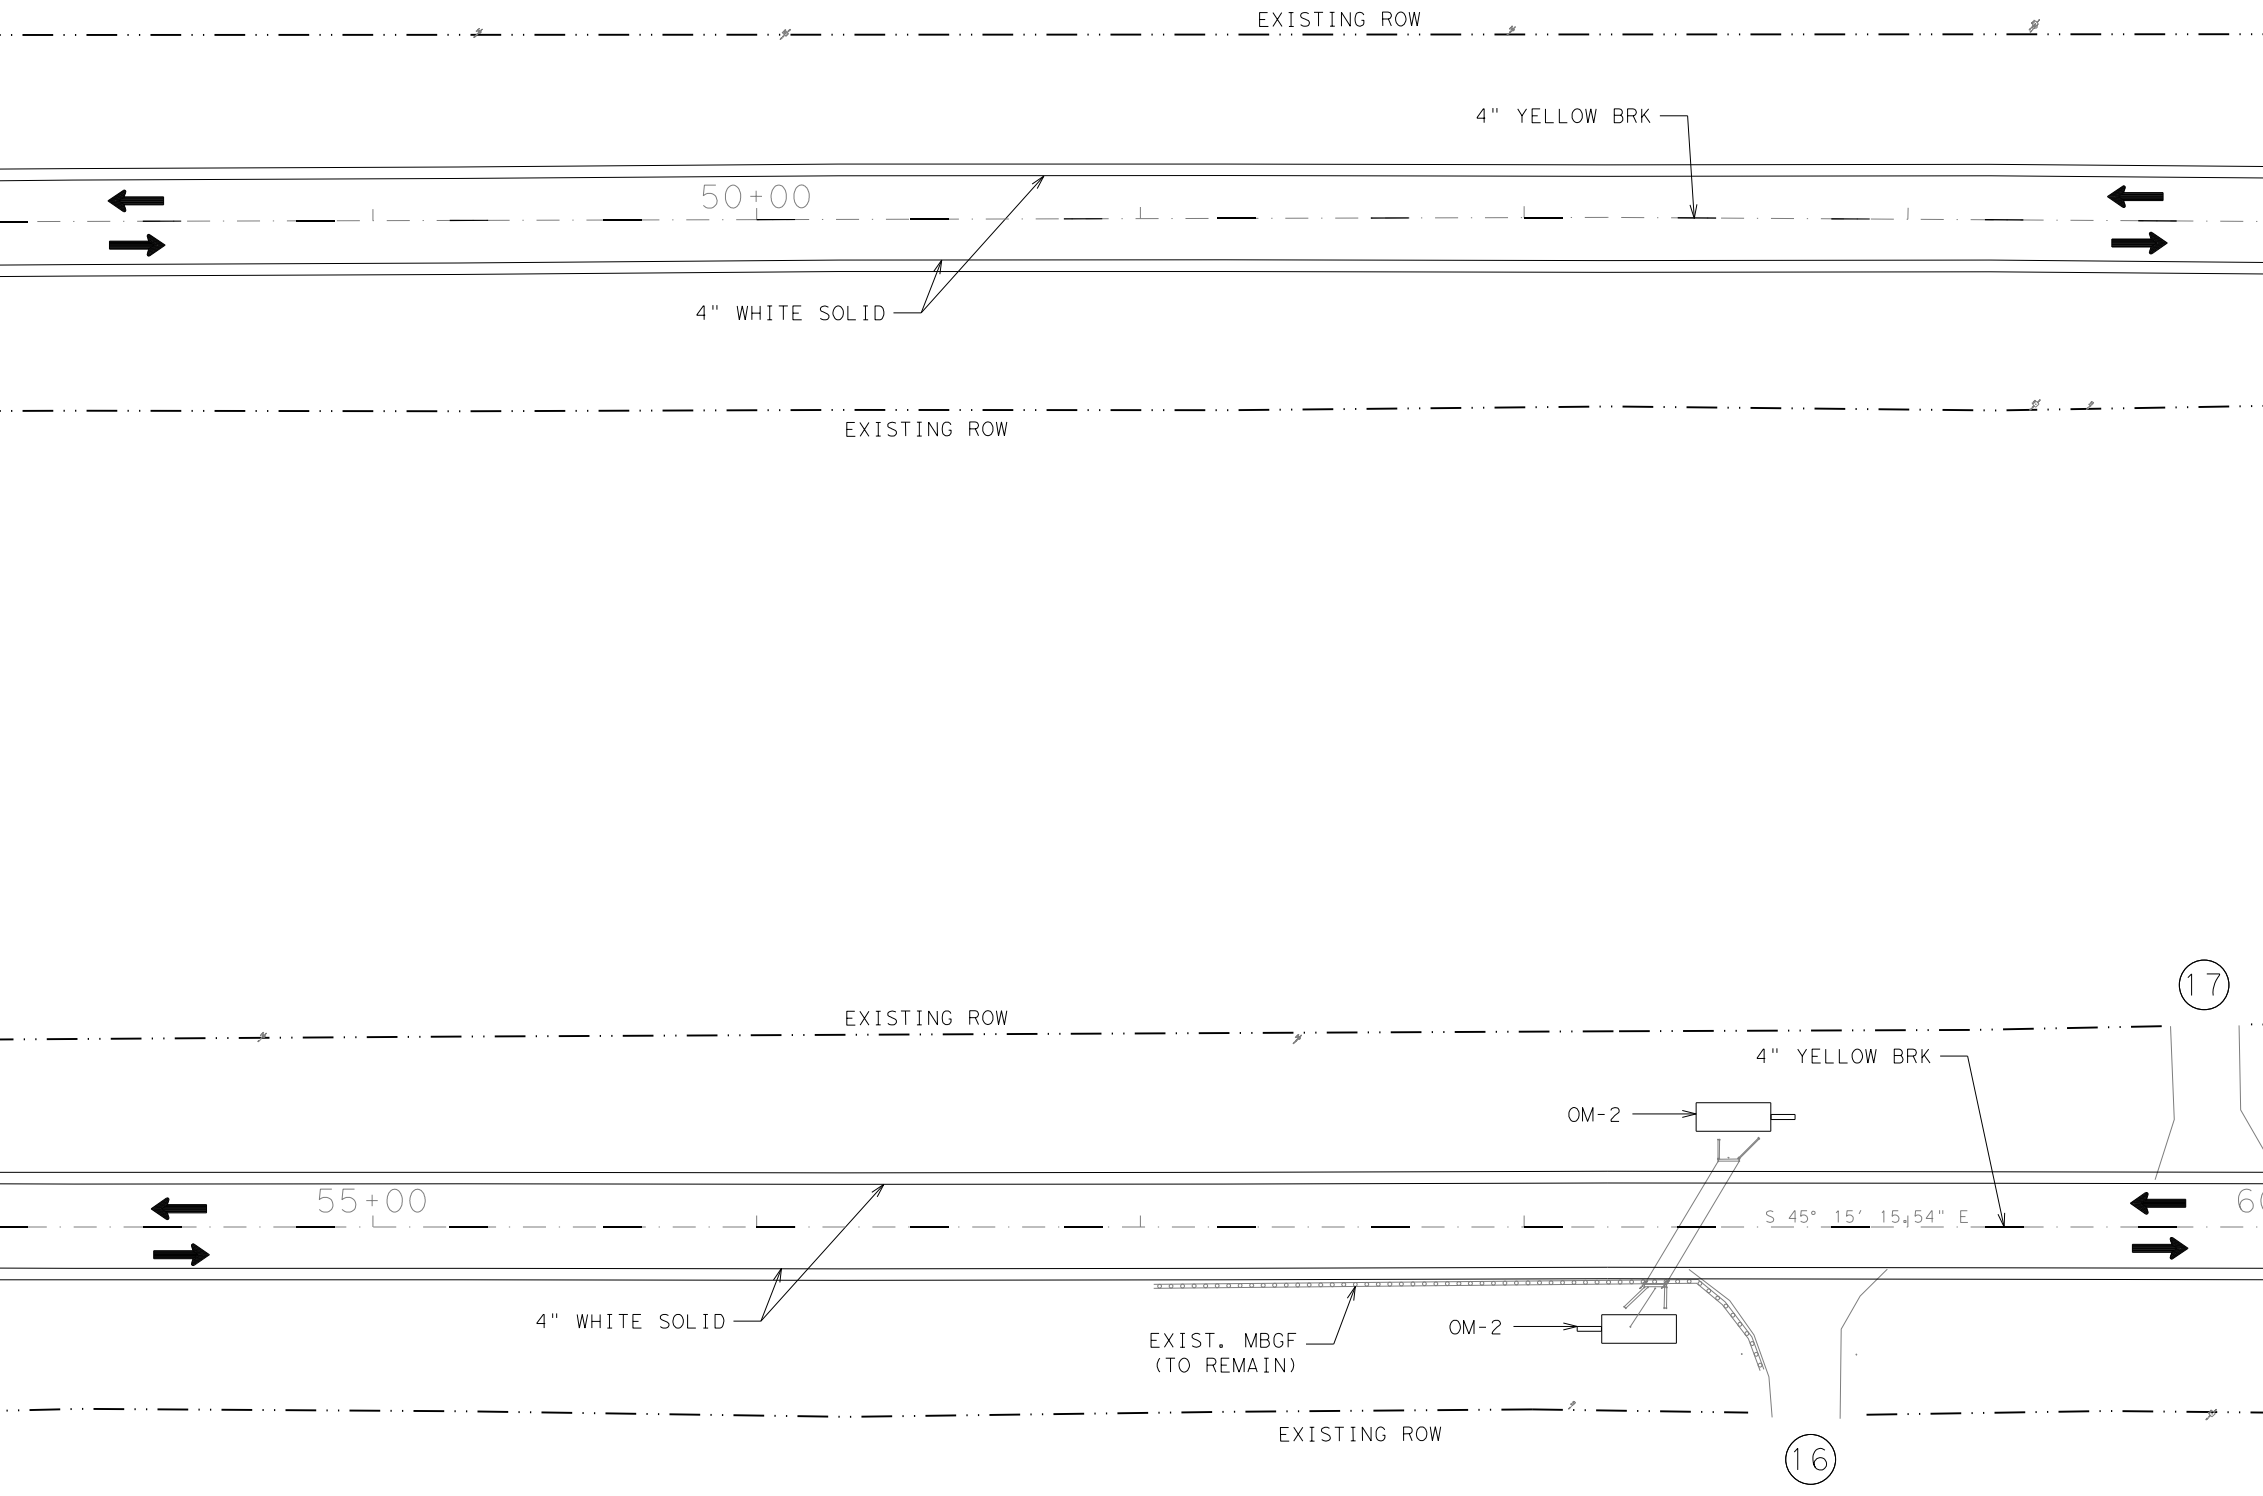 EXISTING ROW
4" YELLOW BRK
50+00
4" WHITE SOLID
EXISTING ROW
17
EXISTING ROW
4" YELLOW BRK
OM-2
55+00
S 45° 15' 15.54" E
4" WHITE SOLID
OM-2
EXIST. MBGF
(TO REMAIN)
EXISTING ROW
16